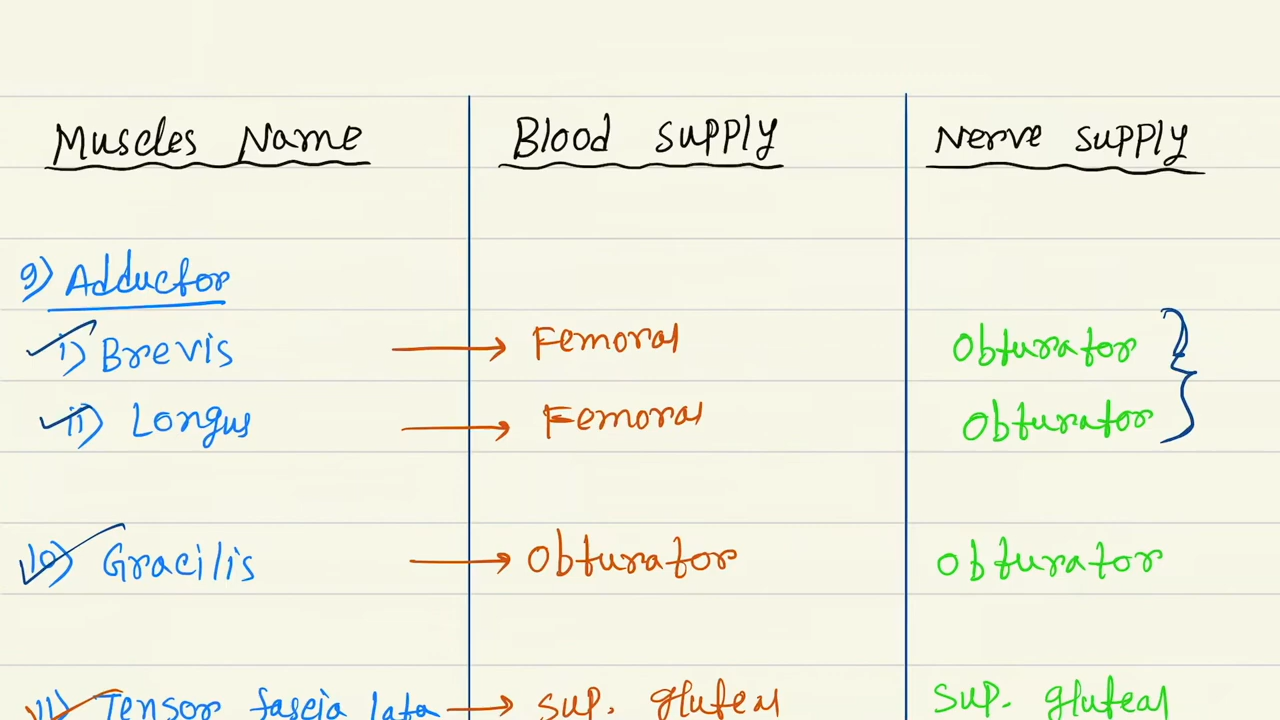 Muscles Name Blood supply Nerve supply
9) Adductor
i) Brevis → Femoral Obturator
ii) Longus → Femoral Obturator
10) Gracilis → Obturator Obturator
11) Tensor fascia lata → sup. gluteal sup. gluteal